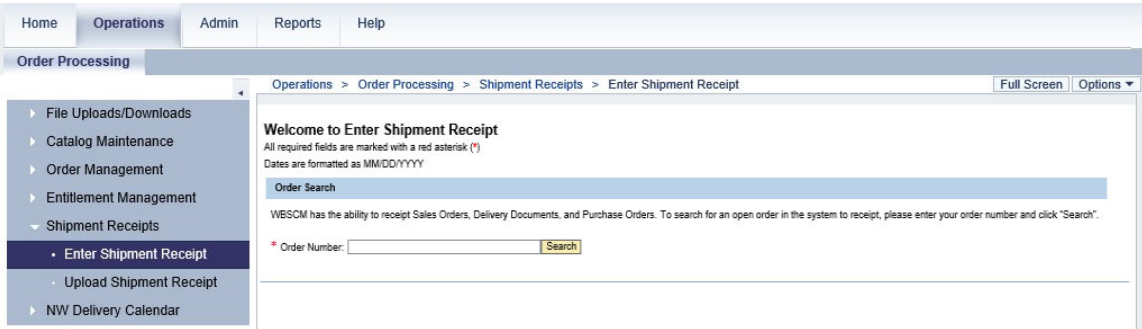 Home Operations Admin Reports Help
Order Processing
Operations > Order Processing > Shipment Receipts > Enter Shipment Receipt Full Screen Options
File Uploads/Downloads
Catalog Maintenance
Order Management
Entitlement Management
Shipment Receipts
• Enter Shipment Receipt
Upload Shipment Receipt
NW Delivery Calendar
Welcome to Enter Shipment Receipt
All required fields are marked with a red asterisk (*)
Dates are formatted as MM/DD/YYYY
Order Search
WBSCM has the ability to receipt Sales Orders, Delivery Documents, and Purchase Orders. To search for an open order in the system to receipt, please enter your order number and click "Search".
* Order Number: Search